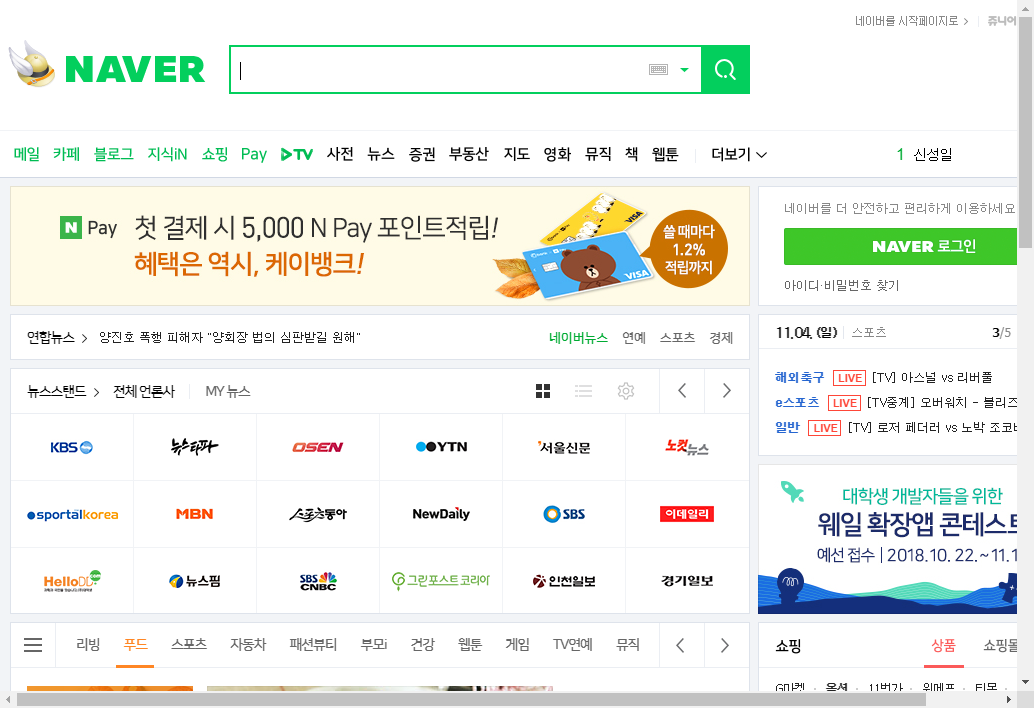 네이버를 시작페이지로 > 쥬니어
NAVER
메일 카페 블로그 지식iN 쇼핑 Pay TV 사전 뉴스 증권 부동산 지도 영화 뮤직 책 웹툰 더보기 1 신성일
N Pay 첫 결제 시 5,000 N Pay 포인트적립!
혜택은 역시, 케이뱅크!
VISA
VISA
쓸 때마다
1.2%
적립까지
네이버를 더 안전하고 편리하게 이용하세요
NAVER 로그인
아이디·비밀번호 찾기
연합뉴스 > 양진호 폭행 피해자 "양회장 법의 심판받길 원해" 네이버뉴스 연예 스포츠 경제
11.04. (일) 스포츠 3/5
해외축구 LIVE [TV] 아스널 vs 리버풀
e스포츠 LIVE [TV중계] 오버워치 - 블리즈
일반 LIVE [TV] 로저 페더러 vs 노박 조코비
뉴스스탠드 > 전체 언론사 MY 뉴스
KBS 뉴스타파 OSEN YTN 서울신문 노컷뉴스
sportalkorea MBN 스포츠동아 NewDaily SBS 이데일리
HelloDD 뉴스핌 SBS CNBC 그린포스트 코리아 인천일보 경기일보
대학생 개발자들을 위한
웨일 확장앱 콘테스트
예선 접수 | 2018. 10. 22. ~ 11. 1
리빙 푸드 스포츠 자동차 패션뷰티 부모i 건강 웹툰 게임 TV연예 뮤직
쇼핑 상품 쇼핑몰
G마켓 · 옥션 · 11번가 · 위메프 · 티몬 ·